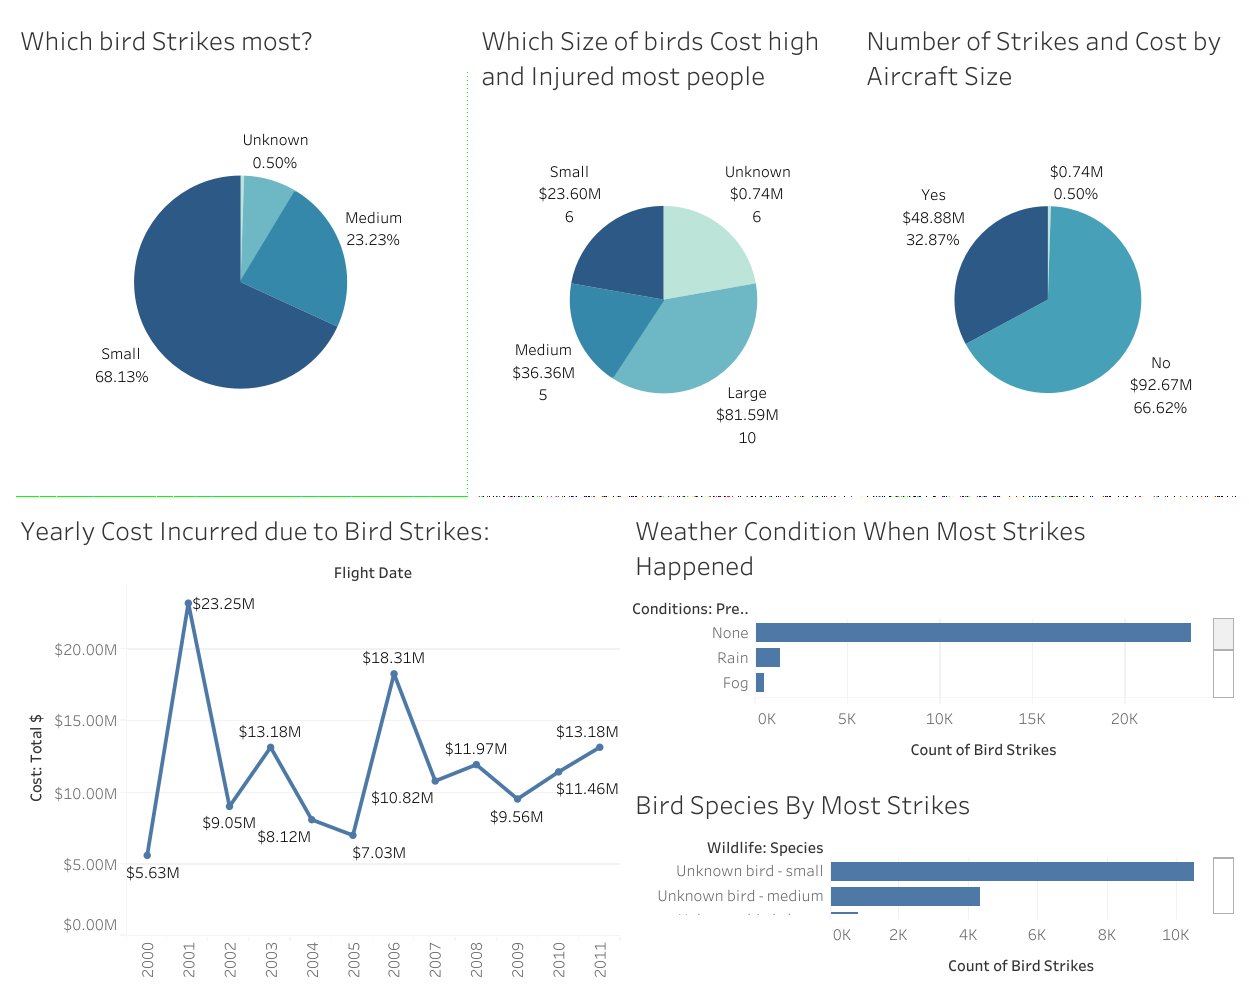 Which bird Strikes most?
Unknown
0.50%
Medium
23.23%
Small
68.13%
Which Size of birds Cost high
and Injured most people
Small
$23.60M
6
Unknown
$0.74M
6
Medium
$36.36M
5
Large
$81.59M
10
Number of Strikes and Cost by
Aircraft Size
$0.74M
0.50%
Yes
$48.88M
32.87%
No
$92.67M
66.62%
Yearly Cost Incurred due to Bird Strikes:
Flight Date
Cost: Total $
$20.00M
$15.00M
$10.00M
$5.00M
$0.00M
$5.63M
$23.25M
$9.05M
$13.18M
$8.12M
$7.03M
$18.31M
$10.82M
$11.97M
$9.56M
$11.46M
$13.18M
2000
2001
2002
2003
2004
2005
2006
2007
2008
2009
2010
2011
Weather Condition When Most Strikes
Happened
Conditions: Pre..
None
Rain
Fog
0K 5K 10K 15K 20K
Count of Bird Strikes
Bird Species By Most Strikes
Wildlife: Species
Unknown bird - small
Unknown bird - medium
0K 2K 4K 6K 8K 10K
Count of Bird Strikes